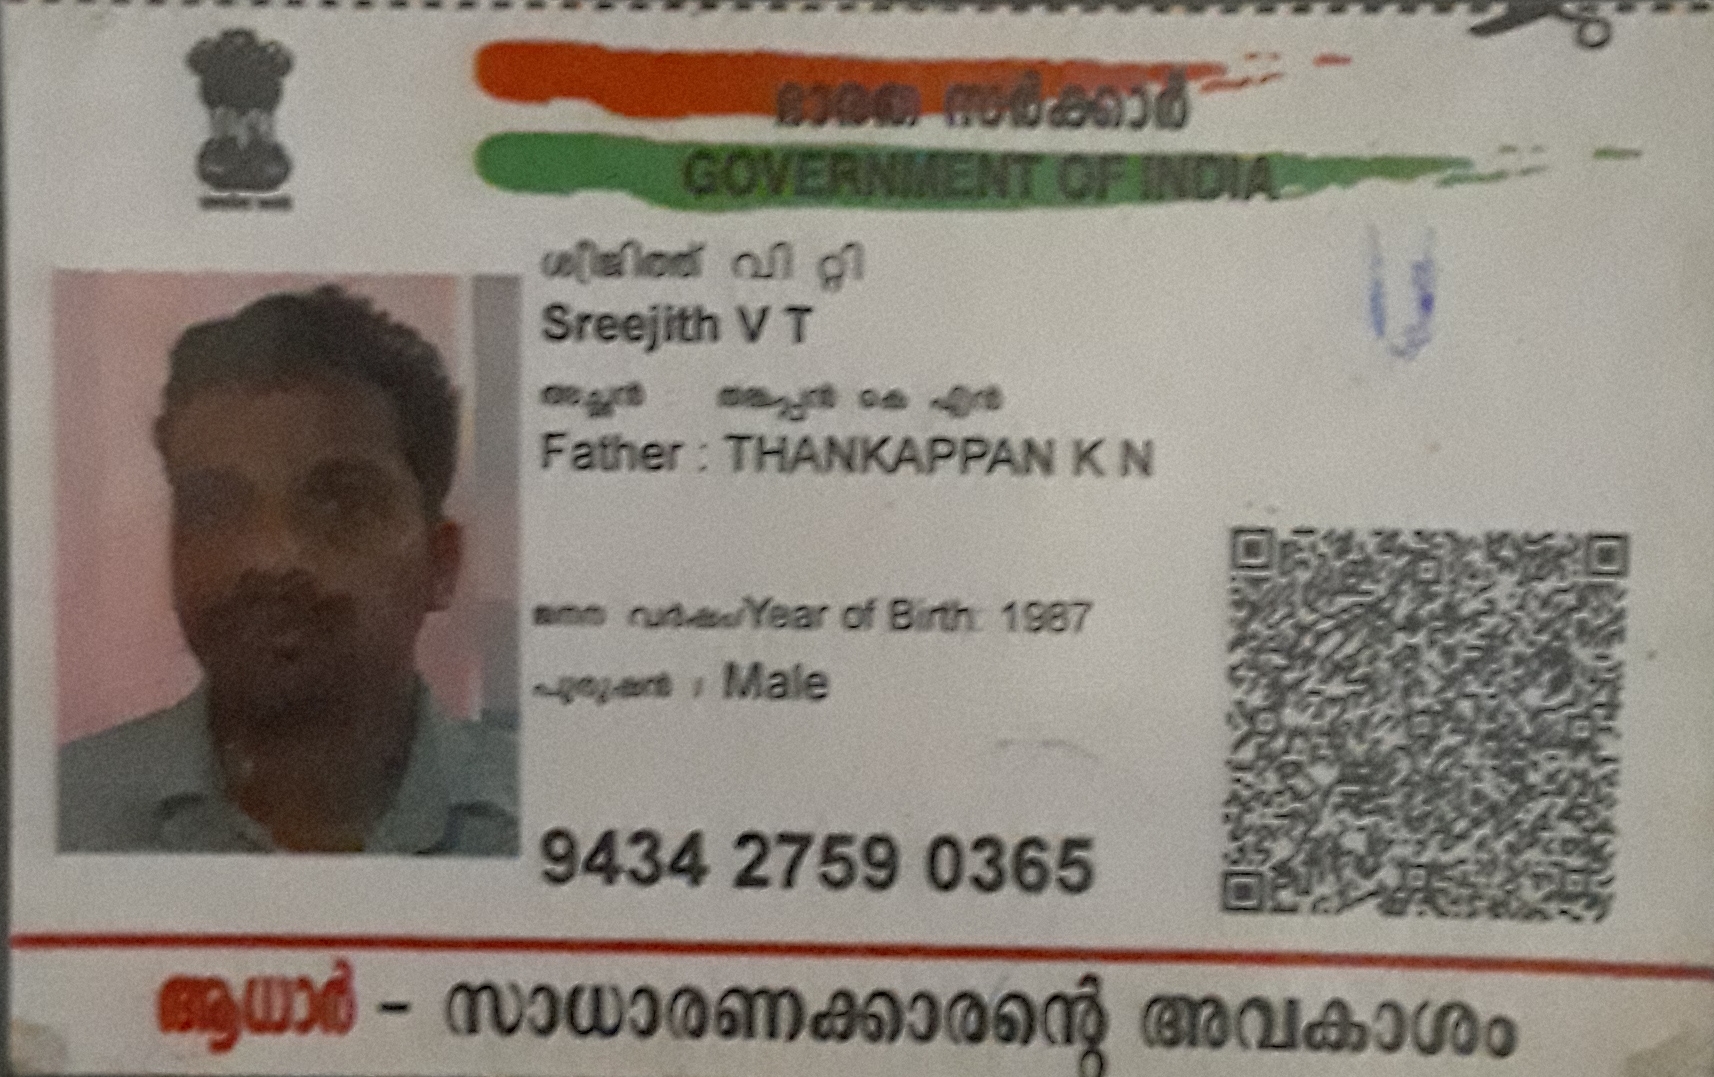 ഭാരത സർക്കാർ
GOVERNMENT OF INDIA
ശ്രീജിത്ത് വി റ്റി
Sreejith V T
അച്ഛൻ തങ്കപ്പൻ കെ എൻ
Father : THANKAPPAN K N
ജനന വർഷം/Year of Birth: 1987
പുരുഷൻ / Male
9434 2759 0365
ആധാർ – സാധാരണക്കാരന്റെ അവകാശം